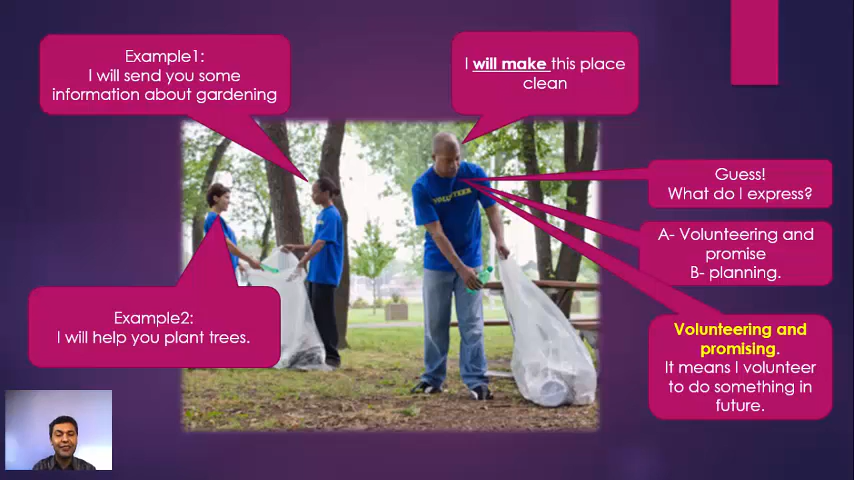 Example1:
I will send you some
information about gardening
I will make this place
clean
Guess!
What do I express?
A- Volunteering and
promise
B- planning.
Example2:
I will help you plant trees.
Volunteering and
promising.
It means I volunteer
to do something in
future.
VOLUNTEER